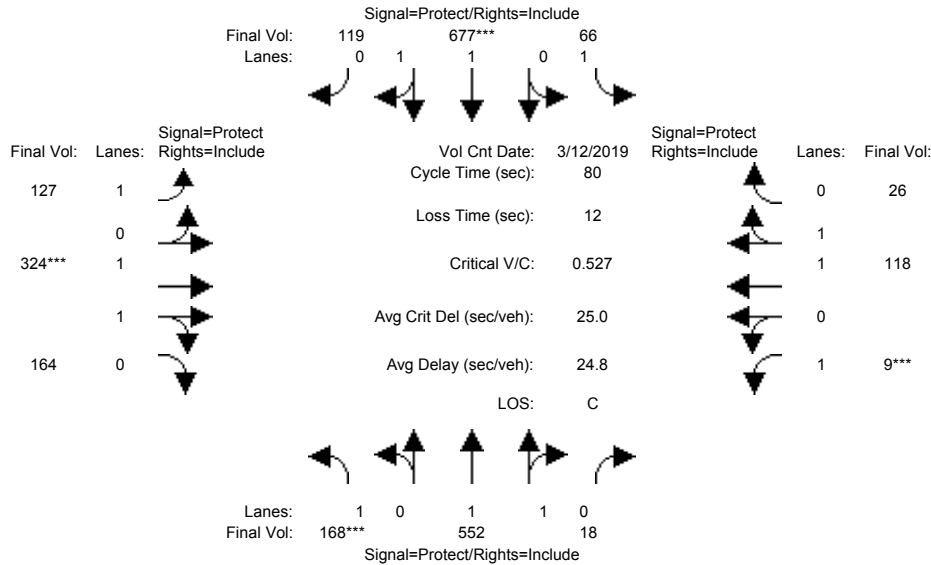 Signal=Protect/Rights=Include
Final Vol: 119 677*** 66
Lanes: 0 1 1 0 1
Signal=Protect Signal=Protect
Final Vol: Lanes: Rights=Include Vol Cnt Date: 3/12/2019 Rights=Include Lanes: Final Vol:
Cycle Time (sec): 80
127 1 0 26
Loss Time (sec): 12
0 1
324*** 1 Critical V/C: 0.527 1 118
1 Avg Crit Del (sec/veh): 25.0 0
164 0 Avg Delay (sec/veh): 24.8 1 9***
LOS: C
Lanes: 1 0 1 1 0
Final Vol: 168*** 552 18
Signal=Protect/Rights=Include